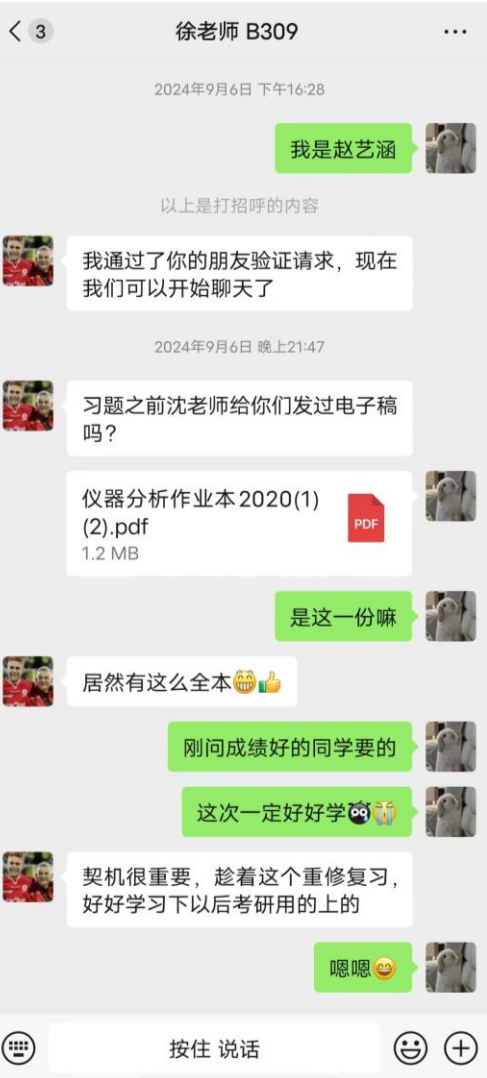 3
徐老师 B309
2024年9月6日 下午16:28
我是赵艺涵
以上是打招呼的内容
我通过了你的朋友验证请求，现在
我们可以开始聊天了
2024年9月6日 晚上21:47
习题之前沈老师给你们发过电子稿
吗？
仪器分析作业本2020(1)
(2).pdf
PDF
1.2 MB
是这一份嘛
居然有这么全本😁👍
刚问成绩好的同学要的
这次一定好好学😭
契机很重要，趁着这个重修复习，
好好学习下以后考研用的上的
嗯嗯😄
按住 说话